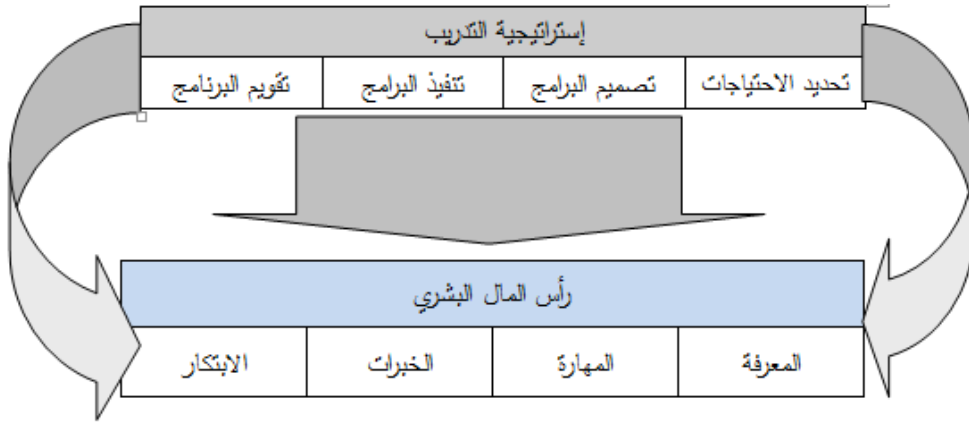 إستراتيجية التدريب
تحديد الاحتياجات تصميم البرامج تنفيذ البرامج تقويم البرنامج
رأس المال البشري
المعرفة المهارة الخبرات الابتكار